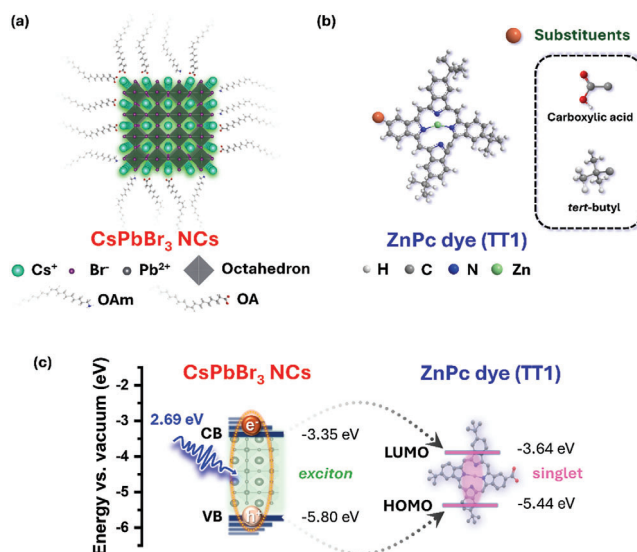 (a)
CsPbBr₃ NCs
Cs⁺ Br⁻ Pb²⁺ Octahedron
OAm OA
(b)
Substituents
Carboxylic acid
tert-butyl
ZnPc dye (TT1)
H C N Zn
(c)
CsPbBr₃ NCs ZnPc dye (TT1)
Energy vs. vacuum (eV)
-2
-3
-4
-5
-6
2.69 eV
CB
e⁻
-3.35 eV
exciton
VB
h⁺
-5.80 eV
LUMO
-3.64 eV
singlet
HOMO
-5.44 eV